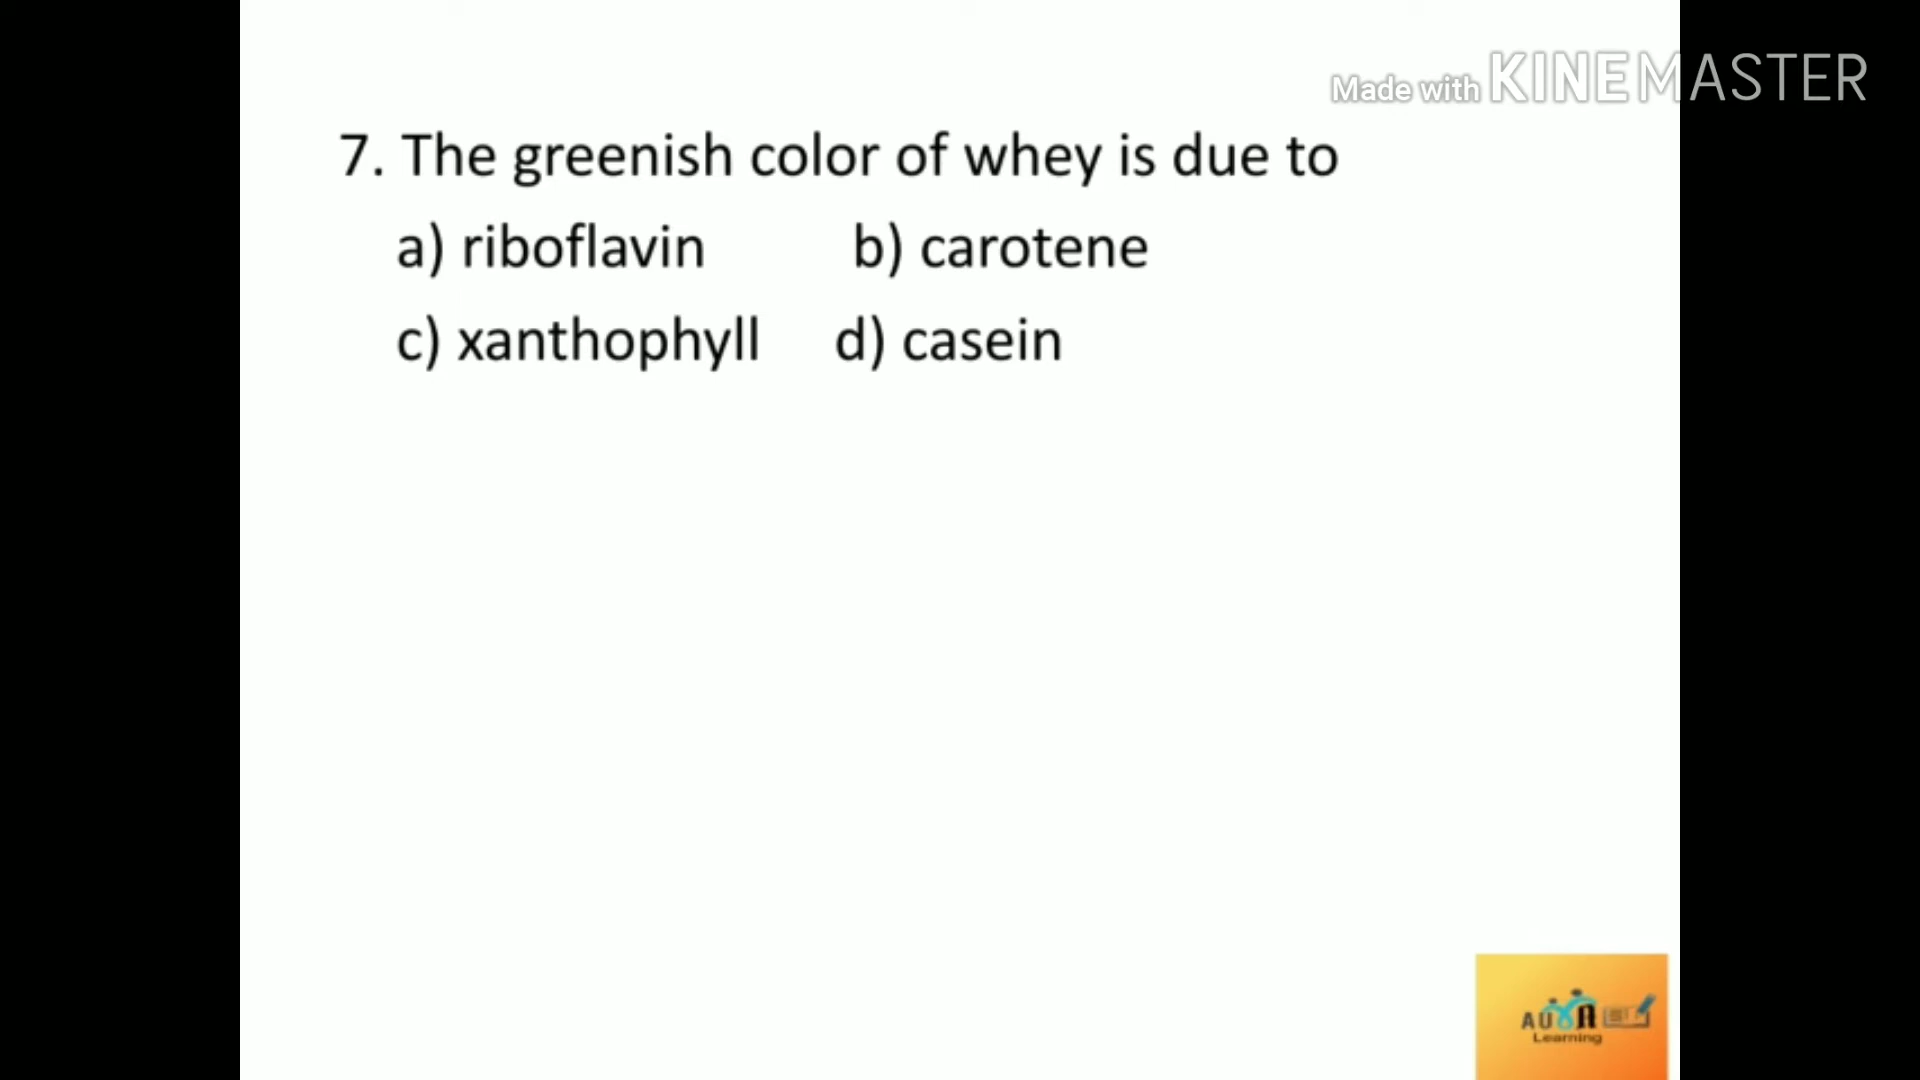 Made with KINEMASTER
7. The greenish color of whey is due to
a) riboflavin b) carotene
c) xanthophyll d) casein
Learning